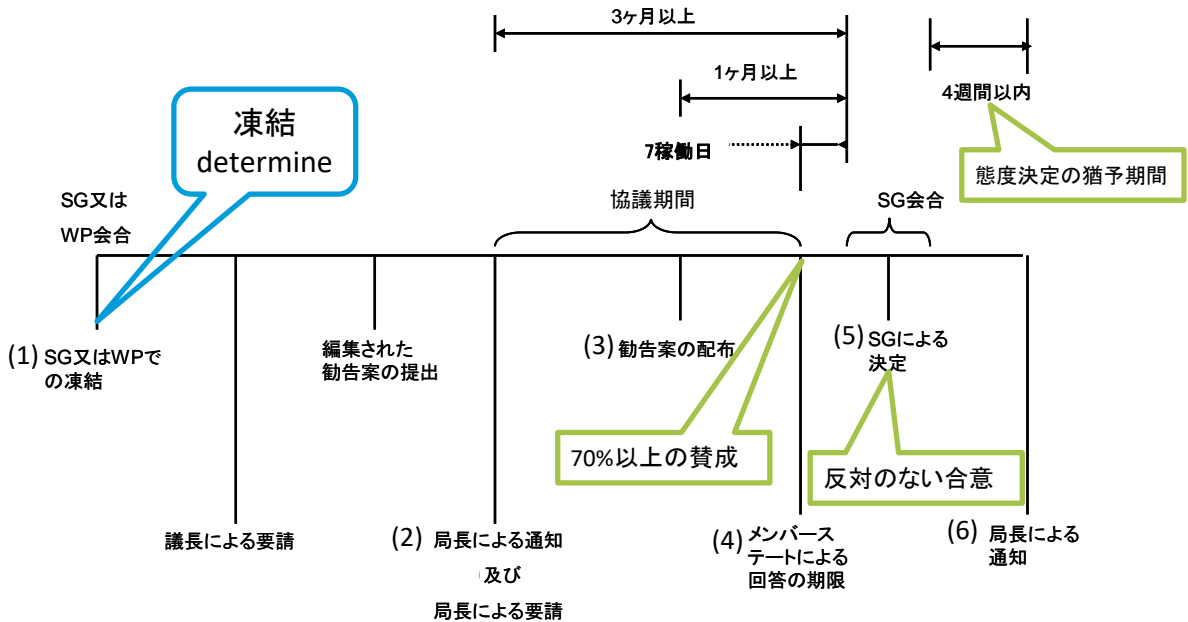 3ヶ月以上
1ヶ月以上
4週間以内
凍結
determine
7稼働日
態度決定の猶予期間
SG又は
WP会合
協議期間
SG会合
(1) SG又はWPで
の凍結
編集された
勧告案の提出
(3) 勧告案の配布
(5) SGによる
決定
70%以上の賛成
反対のない合意
議長による要請
(2) 局長による通知
及び
局長による要請
(4) メンバース
テートによる
回答の期限
(6) 局長による
通知